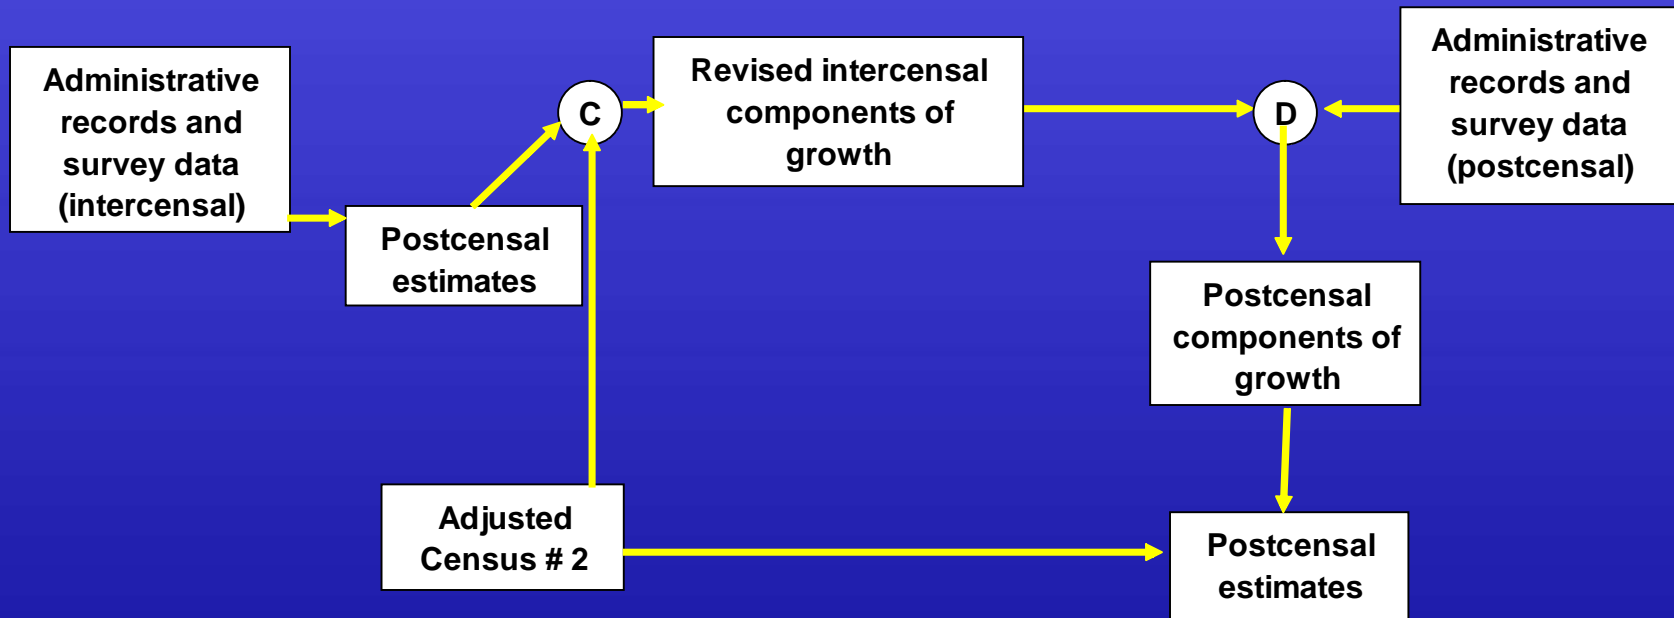 Administrative
records and
survey data
(intercensal)
Postcensal
estimates
C
Revised intercensal
components of
growth
D
Administrative
records and
survey data
(postcensal)
Postcensal
components of
growth
Adjusted
Census # 2
Postcensal
estimates